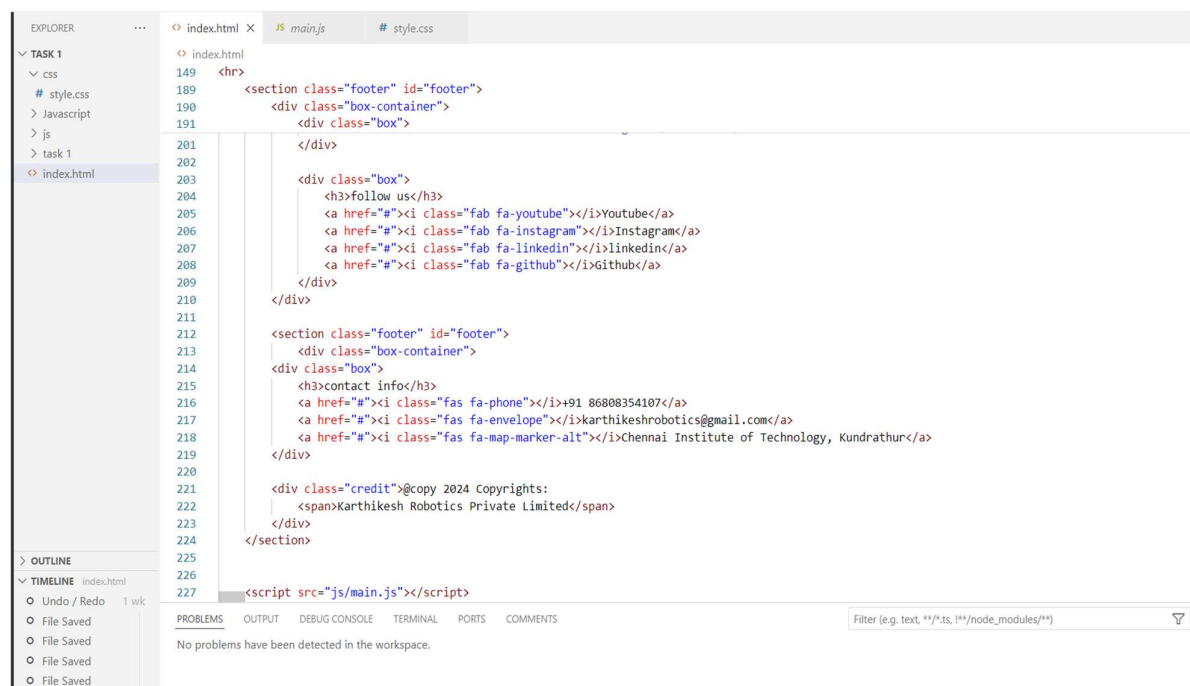 EXPLORER ...
TASK 1
css
# style.css
Javascript
js
task 1
<> index.html
OUTLINE
TIMELINE index.html
Undo / Redo 1 wk
File Saved
File Saved
File Saved
File Saved
<> index.html × JS main.js # style.css
<> index.html
149 <hr>
189 <section class="footer" id="footer">
190 <div class="box-container">
191 <div class="box">
201 </div>
202
203 <div class="box">
204 <h3>follow us</h3>
205 <a href="#"><i class="fab fa-youtube"></i>Youtube</a>
206 <a href="#"><i class="fab fa-instagram"></i>Instagram</a>
207 <a href="#"><i class="fab fa-linkedin"></i>linkedin</a>
208 <a href="#"><i class="fab fa-github"></i>Github</a>
209 </div>
210 </div>
211
212 <section class="footer" id="footer">
213 <div class="box-container">
214 <div class="box">
215 <h3>contact info</h3>
216 <a href="#"><i class="fas fa-phone"></i>+91 86808354107</a>
217 <a href="#"><i class="fas fa-envelope"></i>karthikeshrobotics@gmail.com</a>
218 <a href="#"><i class="fas fa-map-marker-alt"></i>Chennai Institute of Technology, Kundrathur</a>
219 </div>
220
221 <div class="credit">@copy 2024 Copyrights:
222 <span>Karthikesh Robotics Private Limited</span>
223 </div>
224 </section>
225
226
227 <script src="js/main.js"></script>
PROBLEMS OUTPUT DEBUG CONSOLE TERMINAL PORTS COMMENTS Filter (e.g. text, **/*.ts, !**/node_modules/**)
No problems have been detected in the workspace.